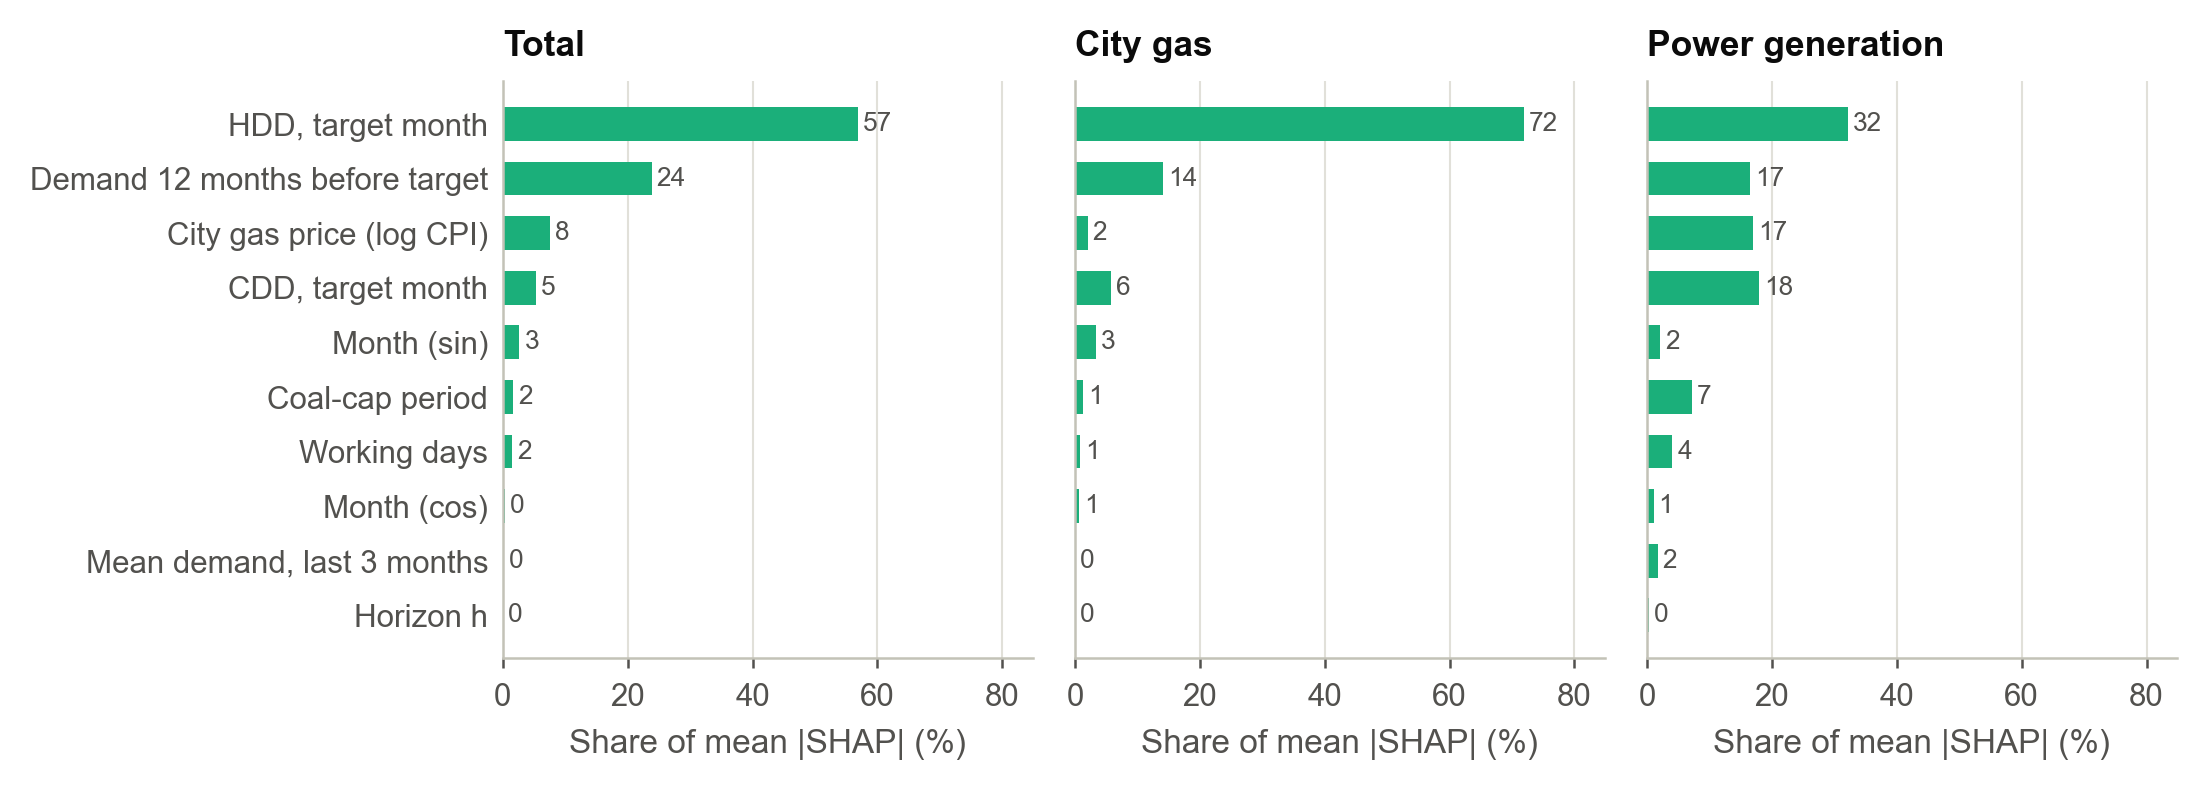 Total City gas Power generation
HDD, target month 57 72 32
Demand 12 months before target 24 14 17
City gas price (log CPI) 8 2 17
CDD, target month 5 6 18
Month (sin) 3 3 2
Coal-cap period 2 1 7
Working days 2 1 4
Month (cos) 0 1 1
Mean demand, last 3 months 0 0 2
Horizon h 0 0 0
0 20 40 60 80 0 20 40 60 80 0 20 40 60 80
Share of mean |SHAP| (%) Share of mean |SHAP| (%) Share of mean |SHAP| (%)